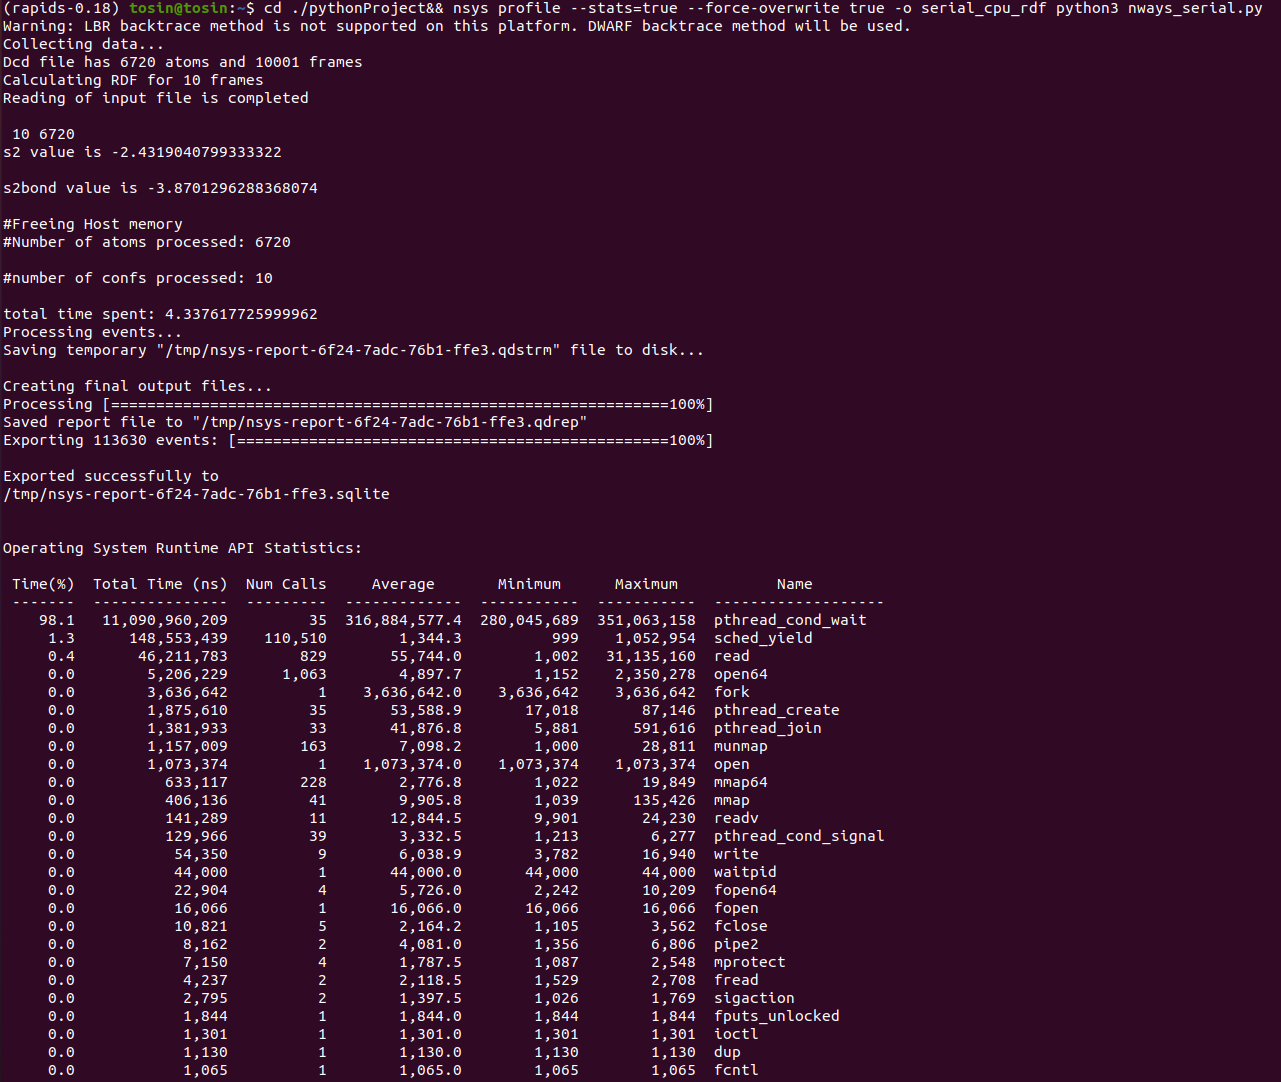 (rapids-0.18) tosin@tosin:~$ cd ./pythonProject&& nsys profile --stats=true --force-overwrite true -o serial_cpu_rdf python3 nways_serial.py
Warning: LBR backtrace method is not supported on this platform. DWARF backtrace method will be used.
Collecting data...
Dcd file has 6720 atoms and 10001 frames
Calculating RDF for 10 frames
Reading of input file is completed
 10 6720
s2 value is -2.4319040799333322
s2bond value is -3.8701296288368074
#Freeing Host memory
#Number of atoms processed: 6720
#number of confs processed: 10
total time spent: 4.337617725999962
Processing events...
Saving temporary "/tmp/nsys-report-6f24-7adc-76b1-ffe3.qdstrm" file to disk...
Creating final output files...
Processing [==============================================================100%]
Saved report file to "/tmp/nsys-report-6f24-7adc-76b1-ffe3.qdrep"
Exporting 113630 events: [================================================100%]
Exported successfully to
/tmp/nsys-report-6f24-7adc-76b1-ffe3.sqlite
Operating System Runtime API Statistics:
 Time(%)  Total Time (ns)  Num Calls     Average       Minimum      Maximum           Name
 -------  ---------------  ---------  -------------  -----------  -----------  -------------------
    98.1   11,090,960,209         35  316,884,577.4  280,045,689  351,063,158  pthread_cond_wait
     1.3      148,553,439    110,510        1,344.3          999    1,052,954  sched_yield
     0.4       46,211,783        829       55,744.0        1,002   31,135,160  read
     0.0        5,206,229      1,063        4,897.7        1,152    2,350,278  open64
     0.0        3,636,642          1    3,636,642.0    3,636,642    3,636,642  fork
     0.0        1,875,610         35       53,588.9       17,018       87,146  pthread_create
     0.0        1,381,933         33       41,876.8        5,881      591,616  pthread_join
     0.0        1,157,009        163        7,098.2        1,000       28,811  munmap
     0.0        1,073,374          1    1,073,374.0    1,073,374    1,073,374  open
     0.0          633,117        228        2,776.8        1,022       19,849  mmap64
     0.0          406,136         41        9,905.8        1,039      135,426  mmap
     0.0          141,289         11       12,844.5        9,901       24,230  readv
     0.0          129,966         39        3,332.5        1,213        6,277  pthread_cond_signal
     0.0           54,350          9        6,038.9        3,782       16,940  write
     0.0           44,000          1       44,000.0       44,000       44,000  waitpid
     0.0           22,904          4        5,726.0        2,242       10,209  fopen64
     0.0           16,066          1       16,066.0       16,066       16,066  fopen
     0.0           10,821          5        2,164.2        1,105        3,562  fclose
     0.0            8,162          2        4,081.0        1,356        6,806  pipe2
     0.0            7,150          4        1,787.5        1,087        2,548  mprotect
     0.0            4,237          2        2,118.5        1,529        2,708  fread
     0.0            2,795          2        1,397.5        1,026        1,769  sigaction
     0.0            1,844          1        1,844.0        1,844        1,844  fputs_unlocked
     0.0            1,301          1        1,301.0        1,301        1,301  ioctl
     0.0            1,130          1        1,130.0        1,130        1,130  dup
     0.0            1,065          1        1,065.0        1,065        1,065  fcntl